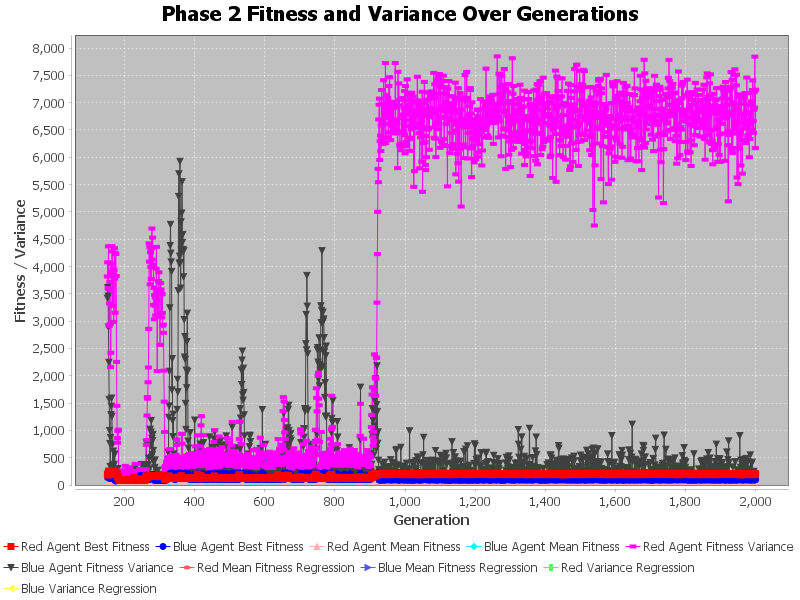 Phase 2 Fitness and Variance Over Generations
8,000
7,500
7,000
6,500
6,000
5,500
5,000
4,500
4,000
3,500
3,000
2,500
2,000
1,500
1,000
500
0
Fitness / Variance
200 400 600 800 1,000 1,200 1,400 1,600 1,800 2,000
Generation
Red Agent Best Fitness Blue Agent Best Fitness Red Agent Mean Fitness Blue Agent Mean Fitness Red Agent Fitness Variance
Blue Agent Fitness Variance Red Mean Fitness Regression Blue Mean Fitness Regression Red Variance Regression
Blue Variance Regression